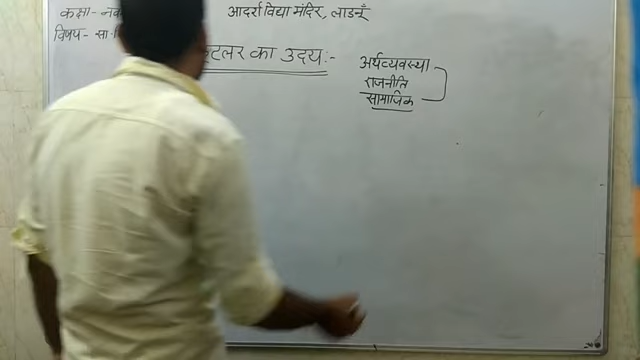 कक्षा- नव
आदर्श विद्या मंदिर, लाडनूँ
विषय- सा
टलर का उदय:-
अर्थव्यवस्था
राजनीति
सामाजिक